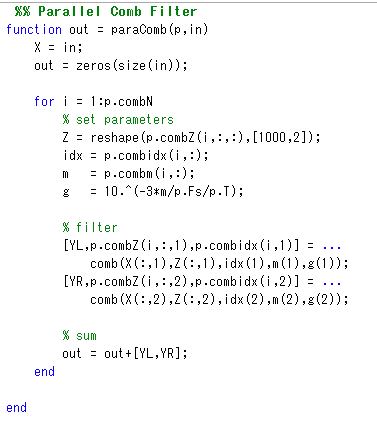 %% Parallel Comb Filter
function out = paraComb(p,in)
    X = in;
    out = zeros(size(in));

    for i = 1:p.combN
        % set parameters
        Z = reshape(p.combZ(i,:,:),[1000,2]);
        idx = p.combidx(i,:);
        m   = p.combm(i,:);
        g   = 10.^(-3*m/p.Fs/p.T);

        % filter
        [YL,p.combZ(i,:,1),p.combidx(i,1)] = ...
            comb(X(:,1),Z(:,1),idx(1),m(1),g(1));
        [YR,p.combZ(i,:,2),p.combidx(i,2)] = ...
            comb(X(:,2),Z(:,2),idx(2),m(2),g(2));

        % sum
        out = out+[YL,YR];
    end

end